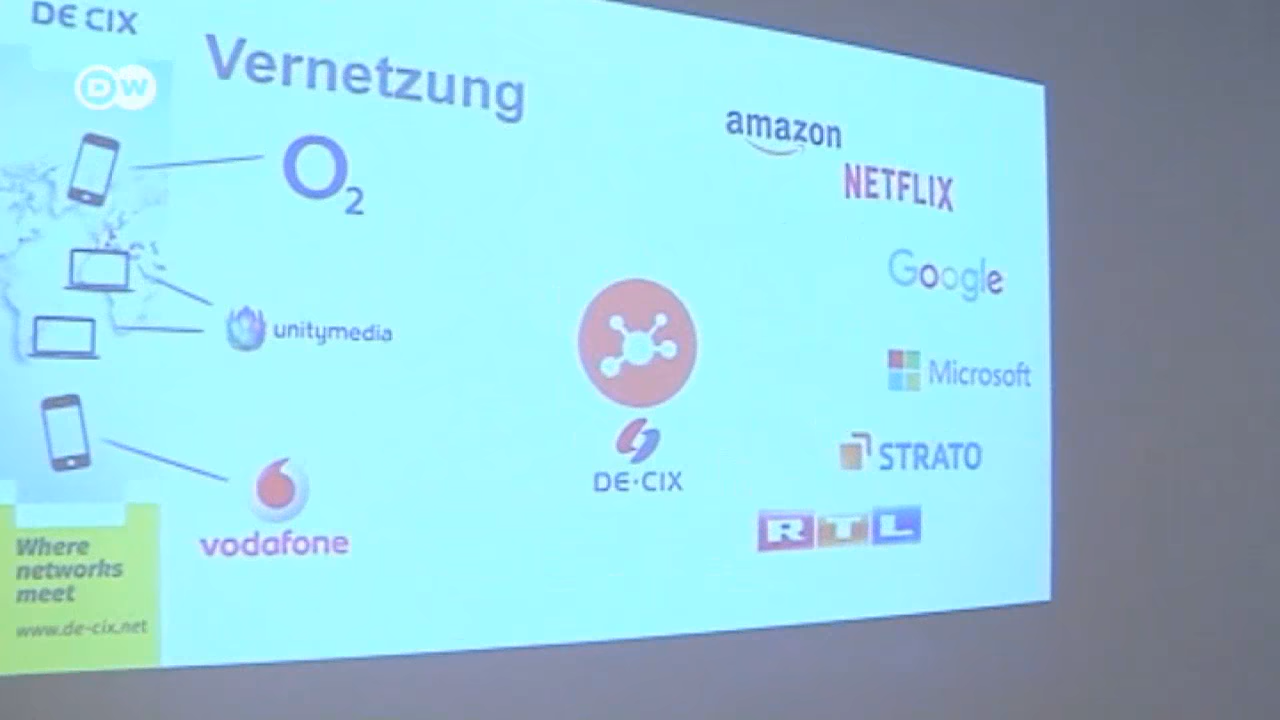 DE CIX
DW
Vernetzung
amazon
NETFLIX
O2
Google
unitymedia
Microsoft
DE·CIX
STRATO
vodafone
RTL
Where
networks
meet
www.de-cix.net